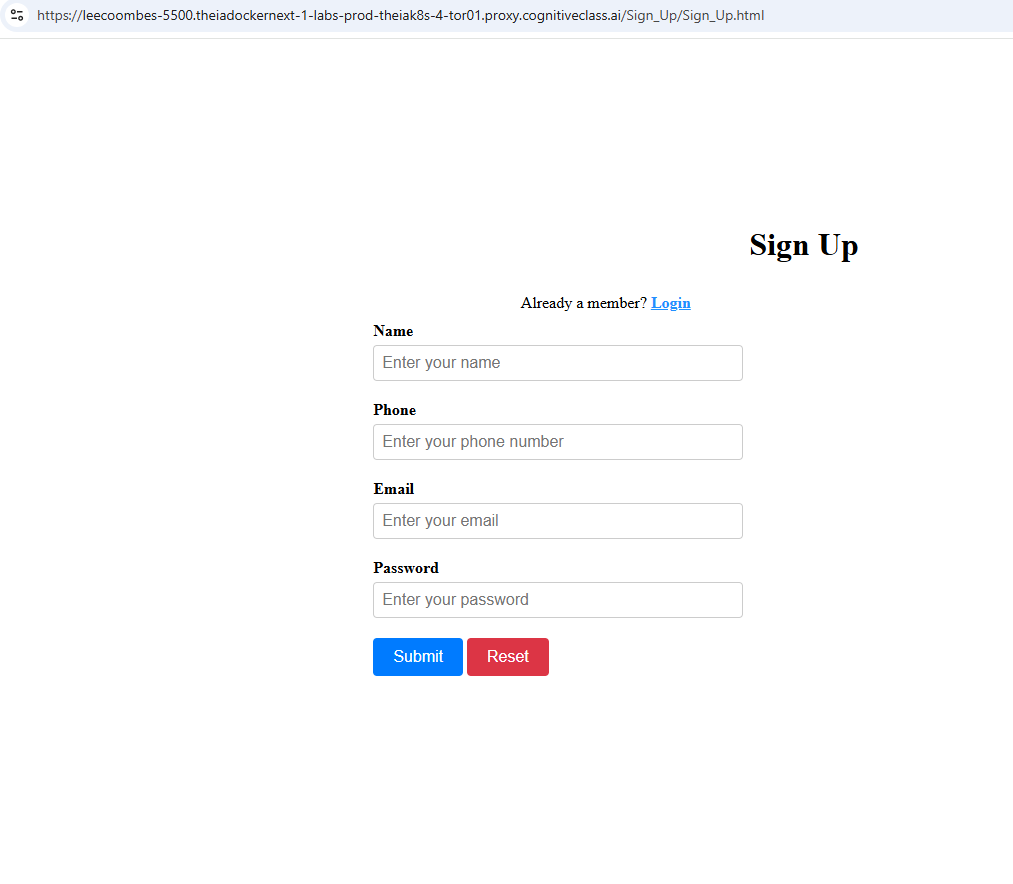 https://leecoombes-5500.theiadockernext-1-labs-prod-theiak8s-4-tor01.proxy.cognitiveclass.ai/Sign_Up/Sign_Up.html
Sign Up
Already a member? Login
Name
Enter your name
Phone
Enter your phone number
Email
Enter your email
Password
Enter your password
Submit Reset